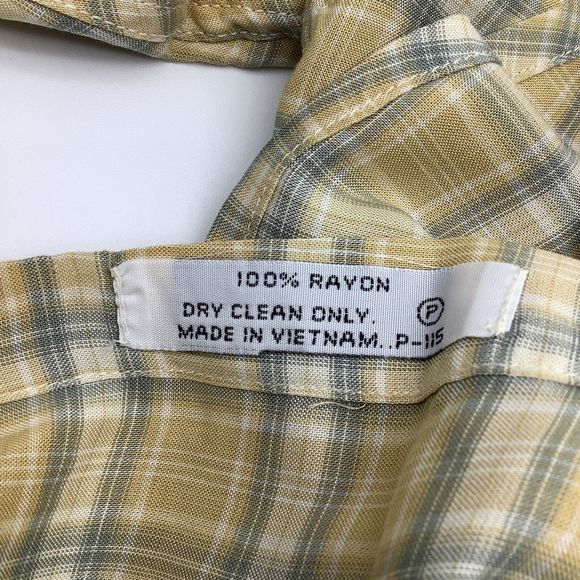 100% RAYON
DRY CLEAN ONLY. P
MADE IN VIETNAM..P-115